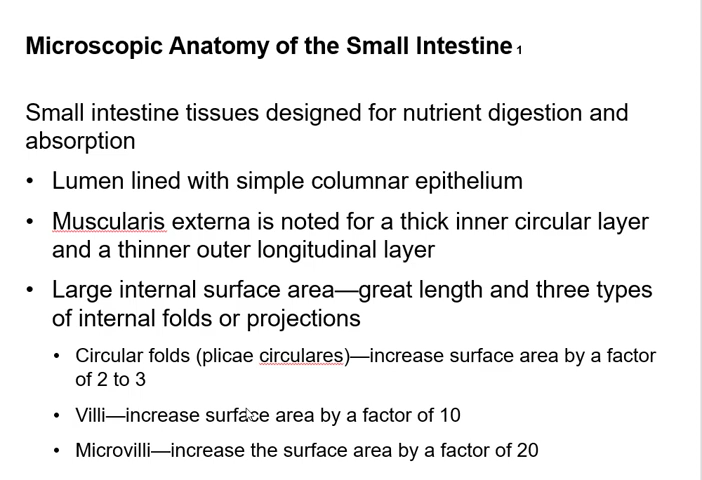 Microscopic Anatomy of the Small Intestine 1
Small intestine tissues designed for nutrient digestion and
absorption
• Lumen lined with simple columnar epithelium
• Muscularis externa is noted for a thick inner circular layer
and a thinner outer longitudinal layer
• Large internal surface area—great length and three types
of internal folds or projections
• Circular folds (plicae circulares)—increase surface area by a factor
of 2 to 3
• Villi—increase surface area by a factor of 10
• Microvilli—increase the surface area by a factor of 20